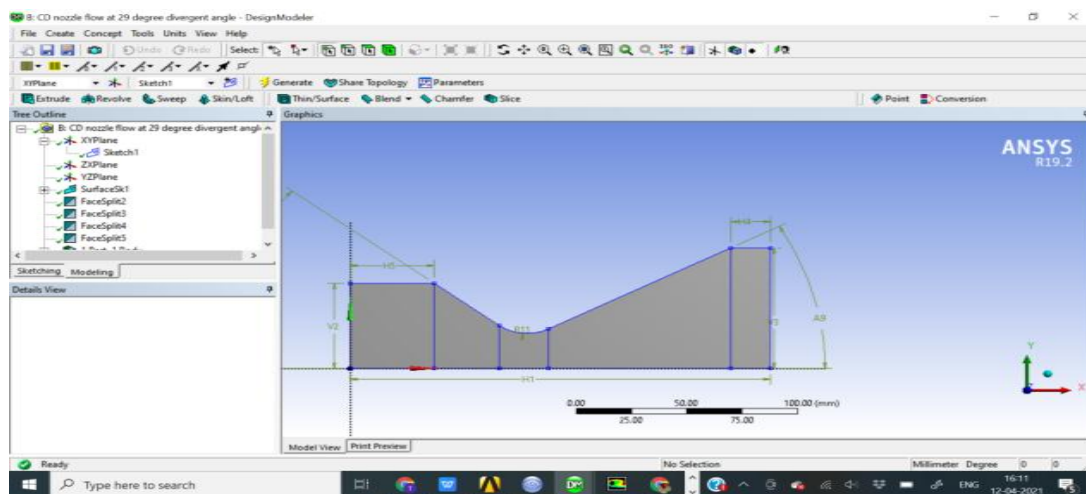 B: CD nozzle flow at 29 degree divergent angle - DesignModeler
File Create Concept Tools Units View Help
Undo Redo Select:
XYPlane Sketch1 Generate Share Topology Parameters
Extrude Revolve Sweep Skin/Loft Thin/Surface Blend Chamfer Slice Point Conversion
Tree Outline
B: CD nozzle flow at 29 degree divergent angl
XYPlane
Sketch1
ZXPlane
YZPlane
SurfaceSk1
FaceSplit2
FaceSplit3
FaceSplit4
FaceSplit5
Sketching Modeling
Details View
Graphics
ANSYS
R19.2
H5
V2
R11
A9
H1
0.00 50.00 100.00 (mm)
25.00 75.00
Y
X
Model View Print Preview
Ready No Selection Millimeter Degree 0 0
Type here to search
ENG 16:11
12-04-2021